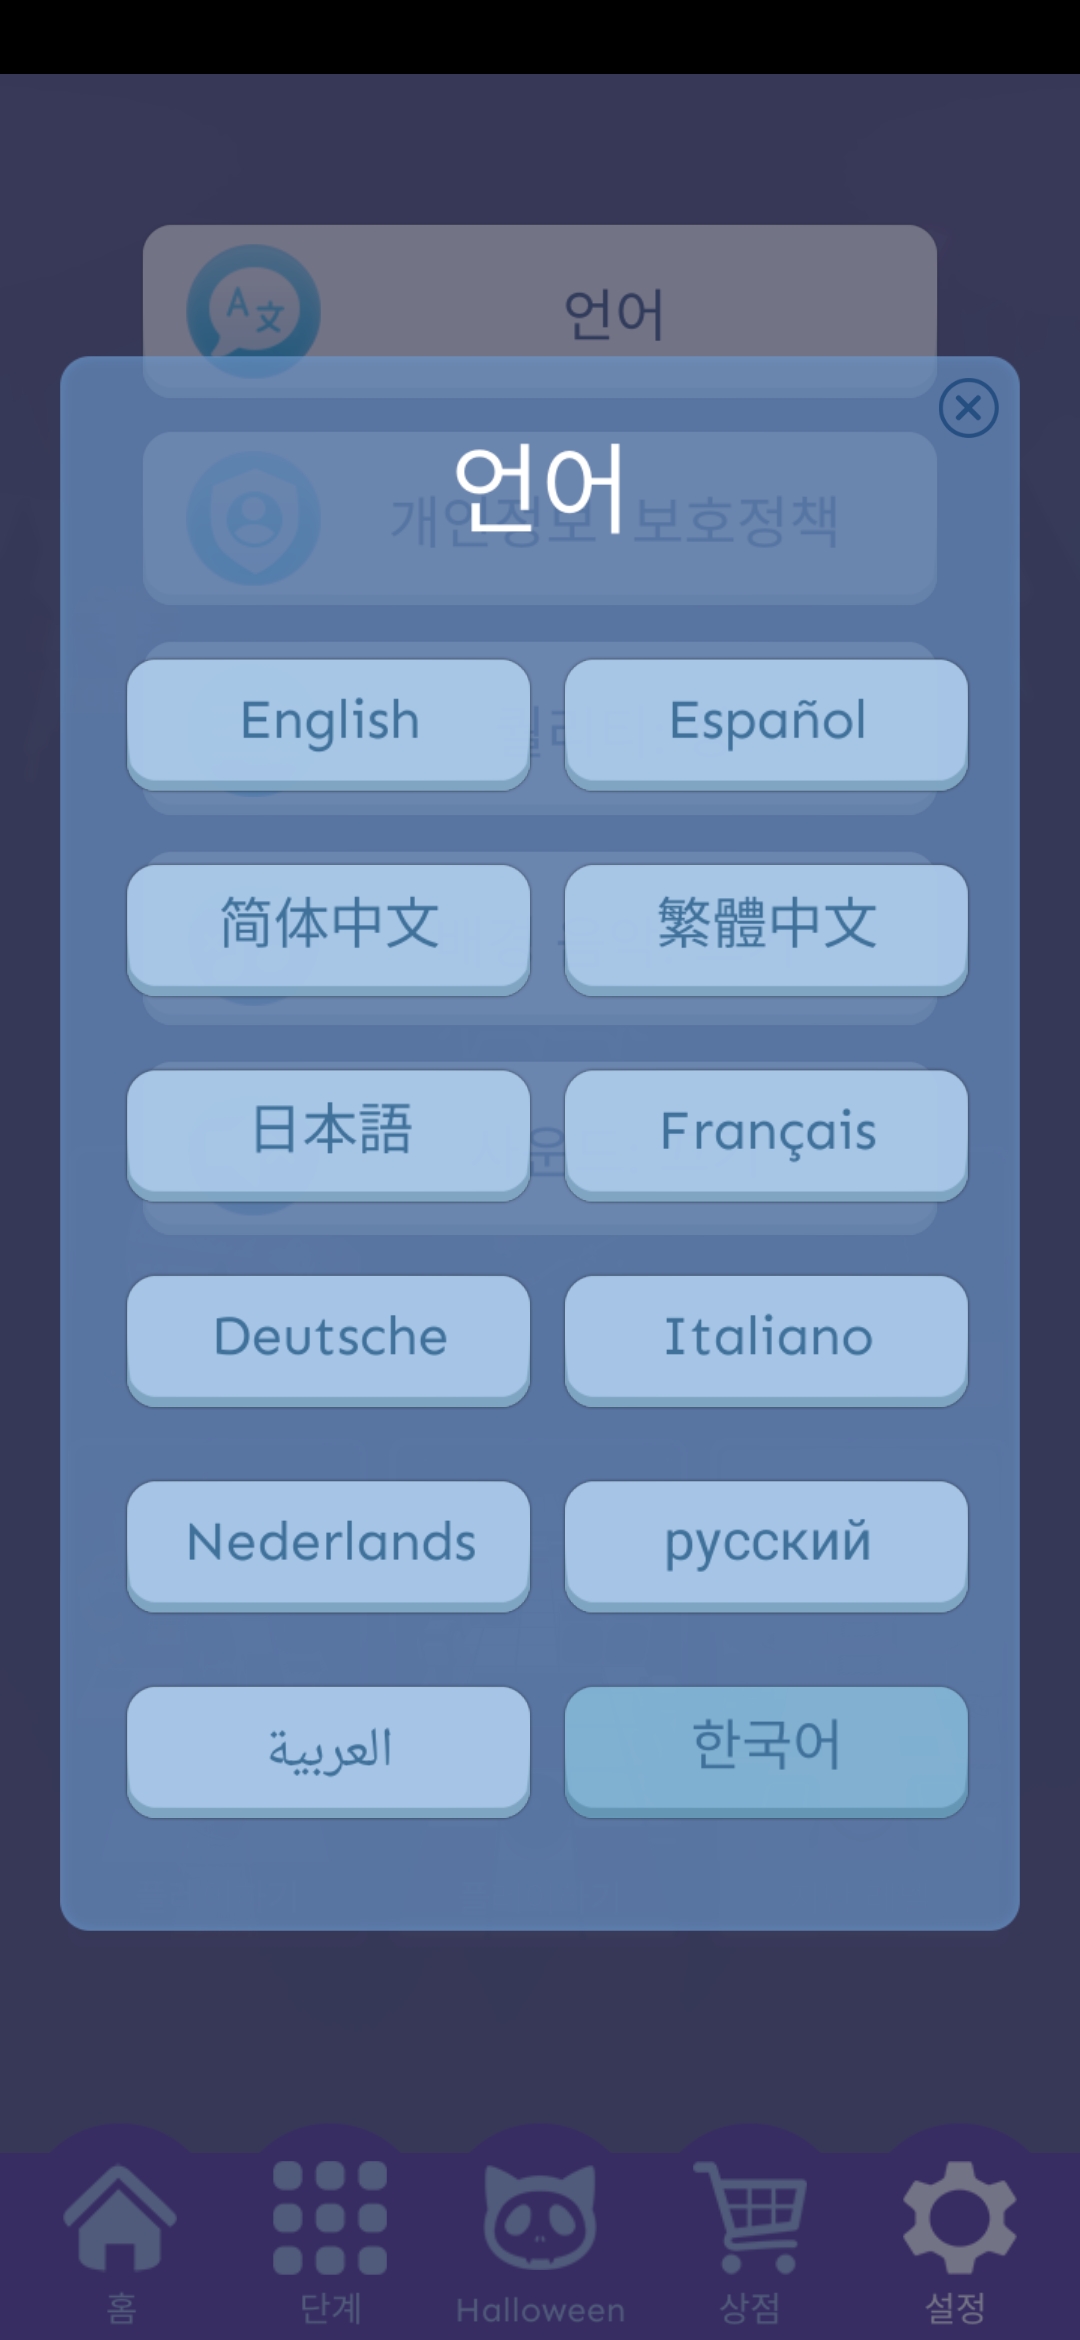 언어
언어
개인정보 보호정책
English
Español
简体中文
繁體中文
日本語
Français
Deutsche
Italiano
Nederlands
русский
العربية
한국어
홈
단계
Halloween
상점
설정